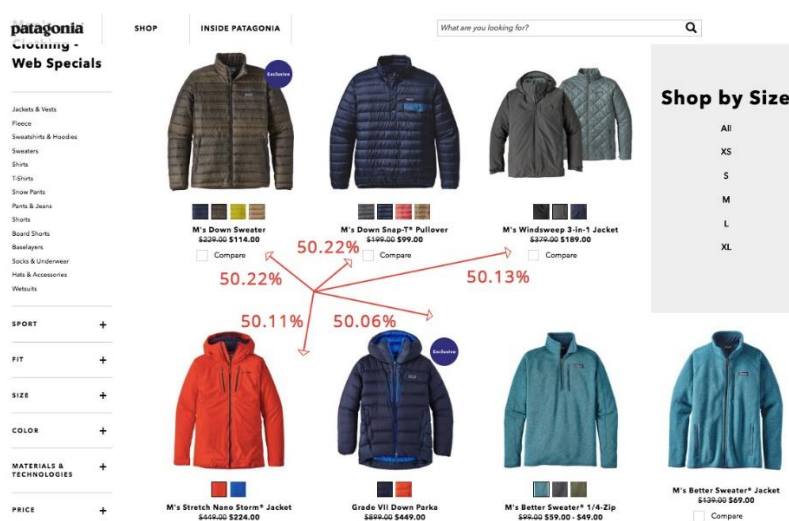 patagonia
SHOP
INSIDE PATAGONIA
What are you looking for?
Clothing -
Web Specials
Jackets & Vests
Fleece
Sweatshirts & Hoodies
Sweaters
Shirts
T-Shirts
Snow Pants
Pants & Jeans
Shorts
Board Shorts
Baselayers
Socks & Underwear
Hats & Accessories
Wetsuits
SPORT +
FIT +
SIZE +
COLOR +
MATERIALS & +
TECHNOLOGIES
PRICE +
Exclusive
M's Down Sweater
$229.00 $114.00
Compare
M's Down Snap-T® Pullover
$199.00 $99.00
Compare
M's Windsweep 3-in-1 Jacket
$379.00 $189.00
Compare
Shop by Size
All
XS
S
M
L
XL
50.22%
50.22%
50.13%
50.11%
50.06%
M's Stretch Nano Storm® Jacket
$449.00 $224.00
Exclusive
Grade VII Down Parka
$899.00 $449.00
M's Better Sweater® 1/4-Zip
$99.00 $59.00 - $49.00
M's Better Sweater® Jacket
$139.00 $69.00
Compare